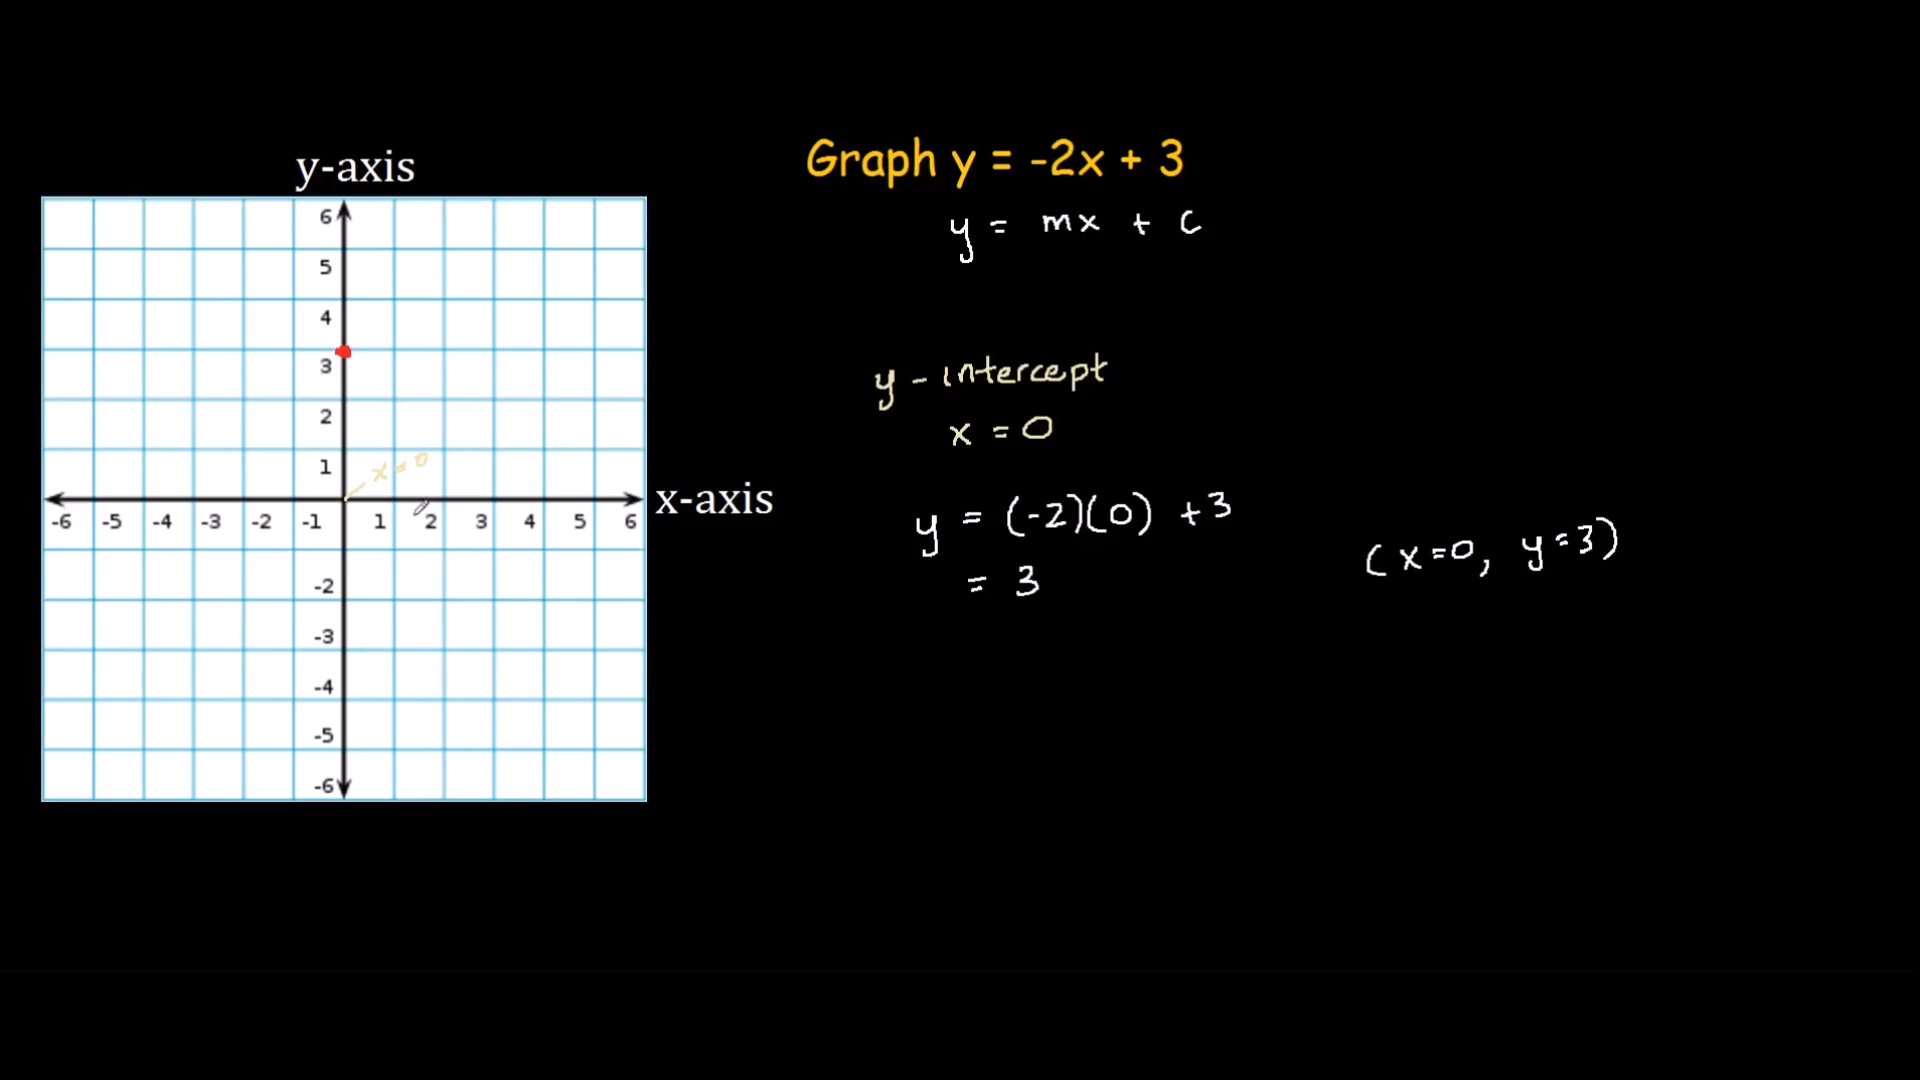 y-axis
6
5
4
3
2
1
x=0
x-axis
-6 -5 -4 -3 -2 -1 1 2 3 4 5 6
-2
-3
-4
-5
-6
Graph y = -2x + 3
y = mx + c
y - intercept
x = 0
y = (-2)(0) + 3
= 3
(x=0, y=3)